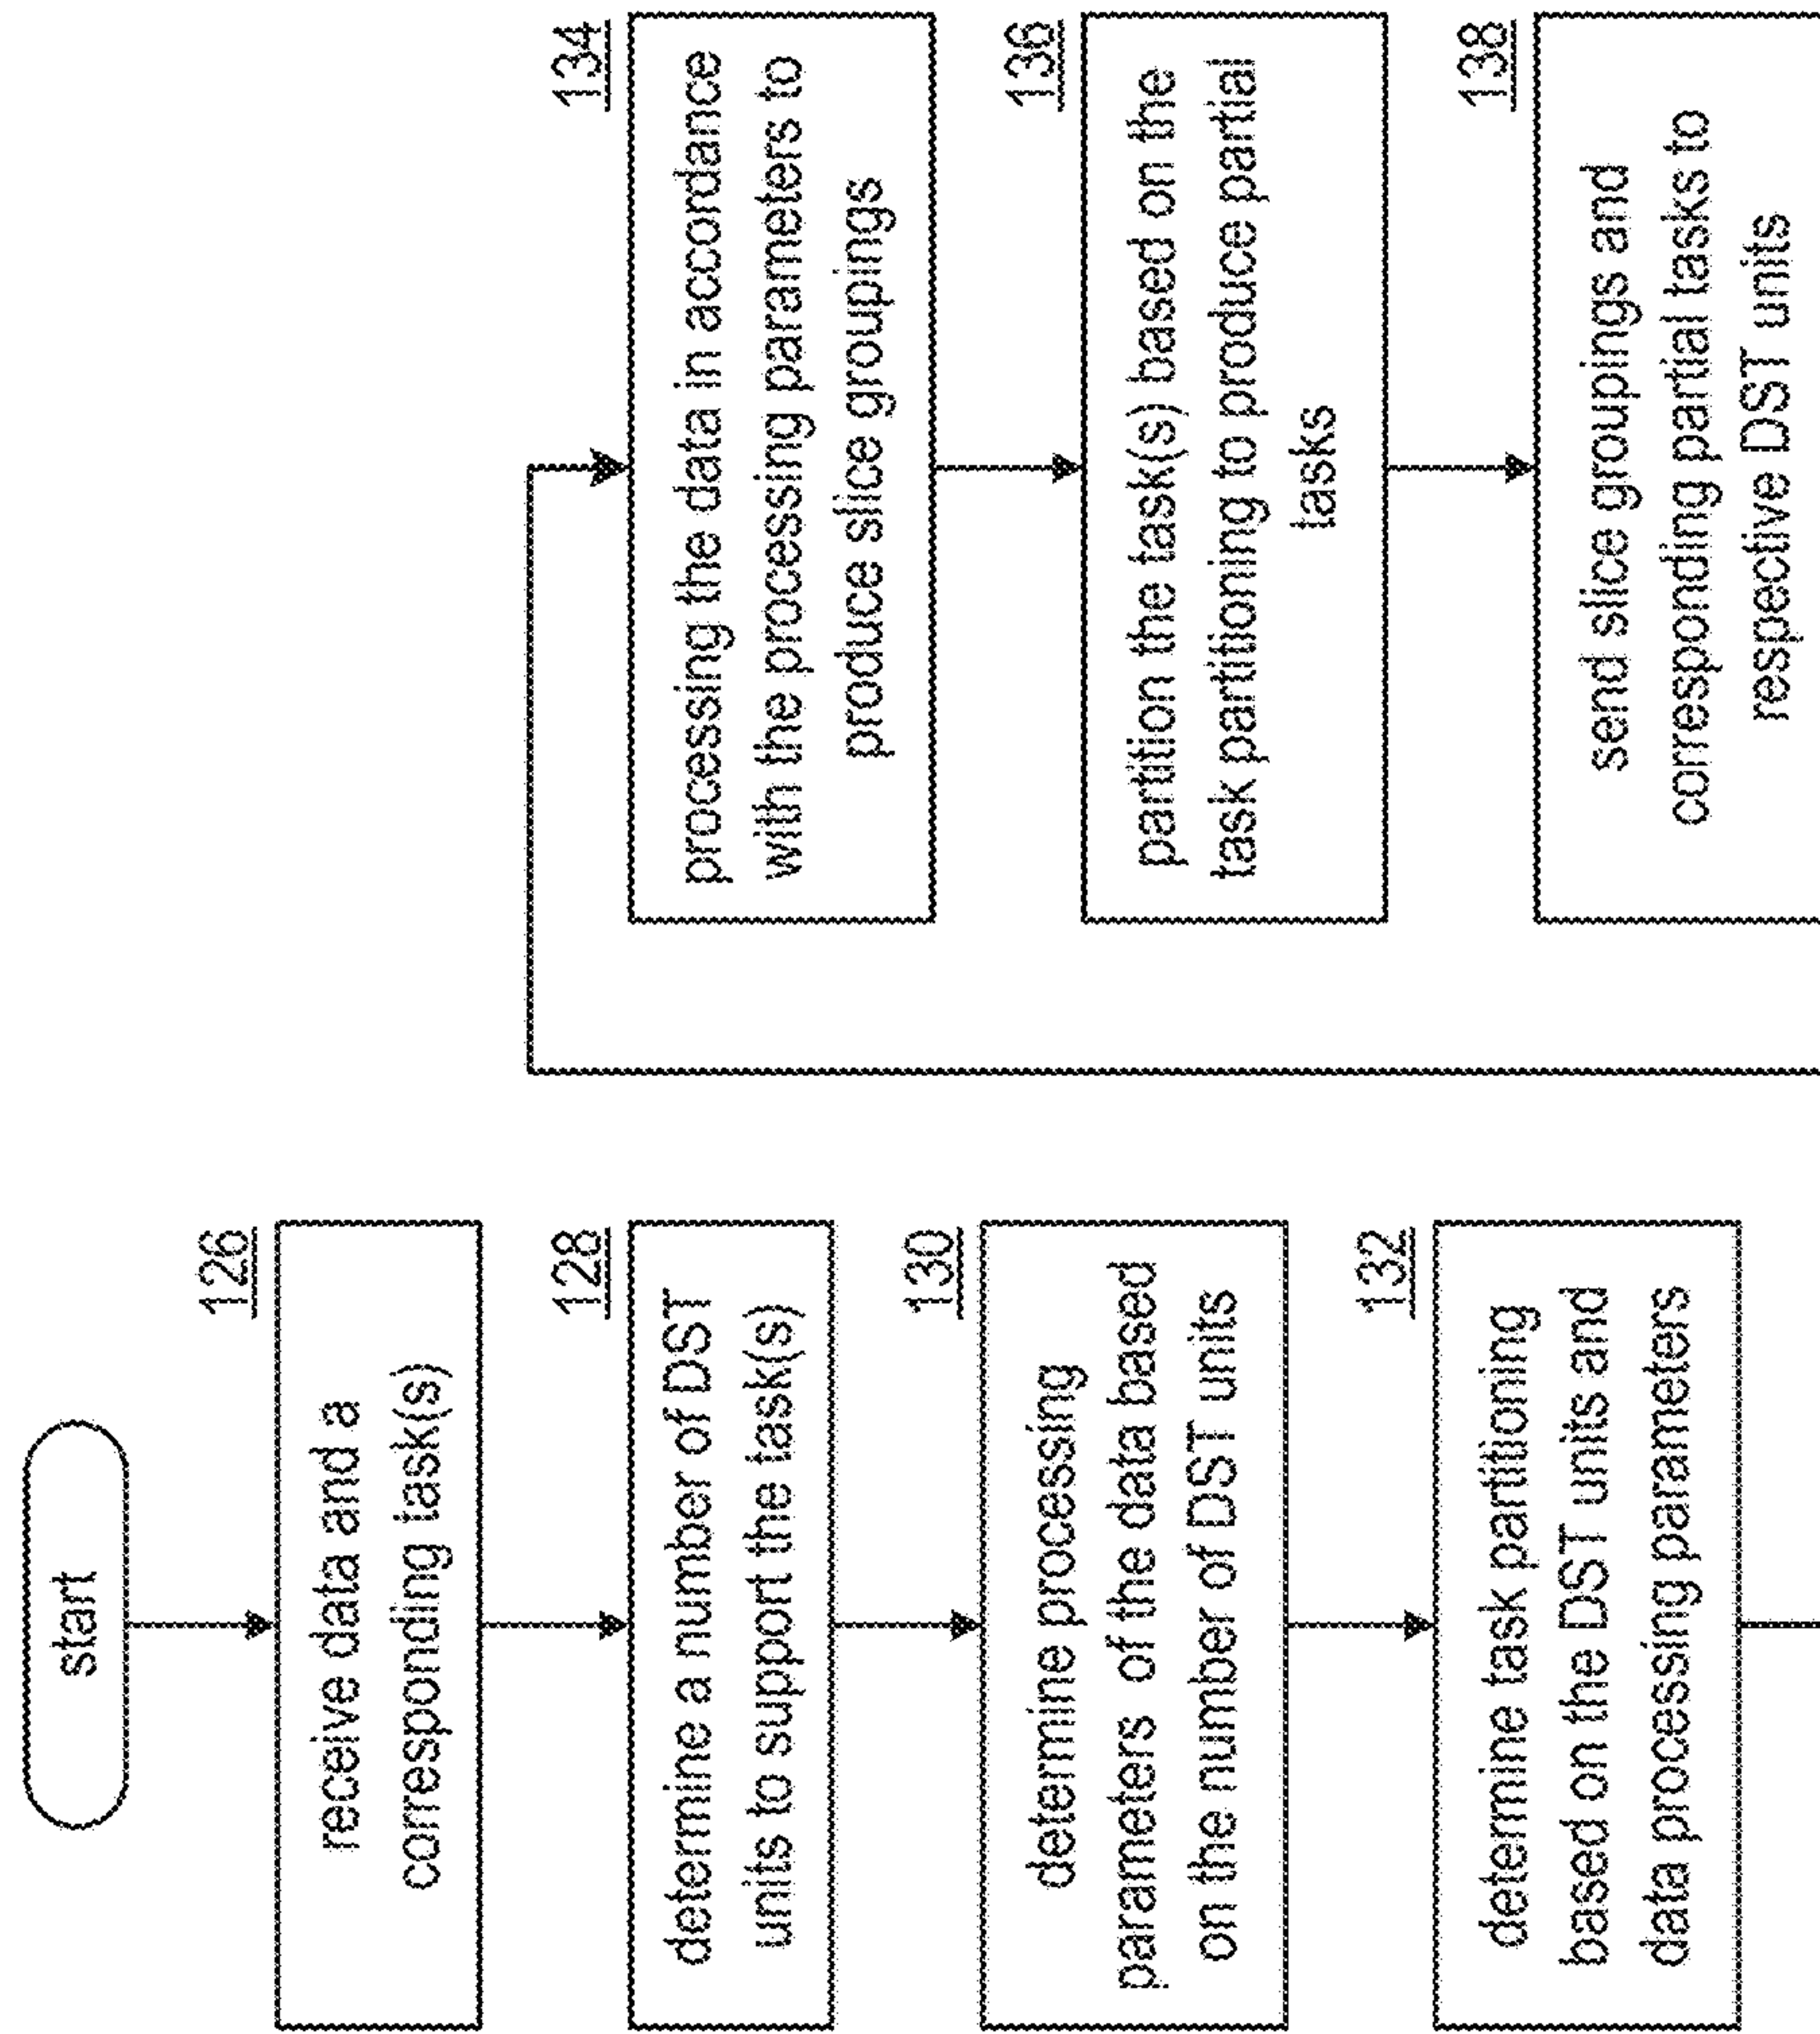 start
126
receive data and a
corresponding task(s)
128
determine a number of DST
units to support the task(s)
130
determine processing
parameters of the data based
on the number of DST units
132
determine task partitioning
based on the DST units and
data processing parameters
134
processing the data in accordance
with the processing parameters to
produce slice groupings
136
partition the task(s) based on the
task partitioning to produce partial
tasks
138
send slice groupings and
corresponding partial tasks to
respective DST units